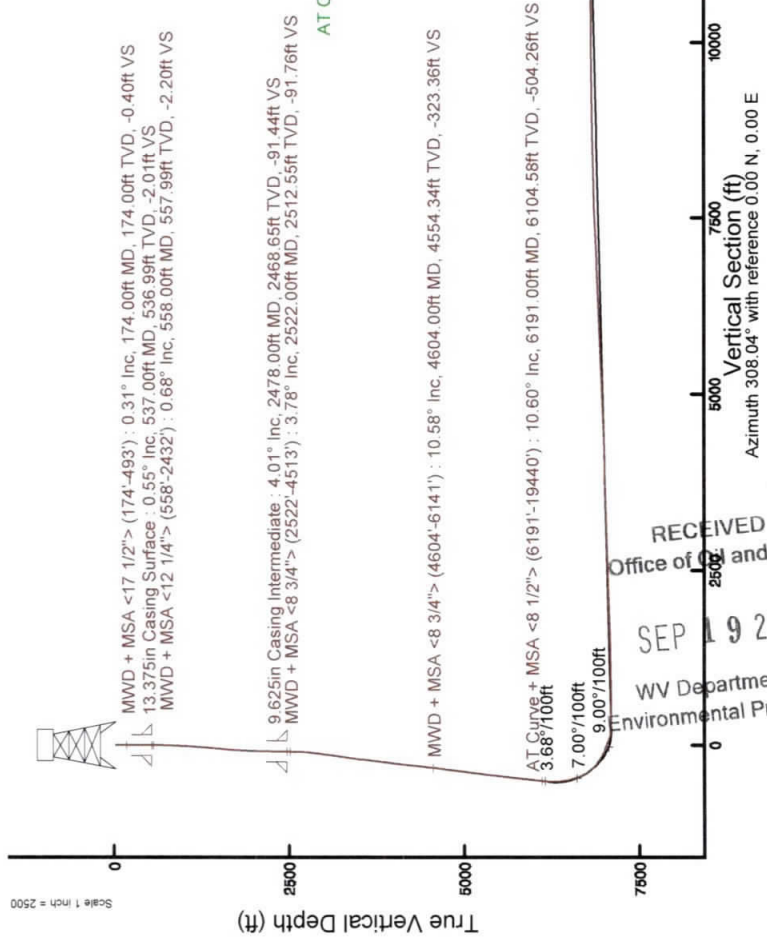 Scale 1 inch = 2500
True Vertical Depth (ft)
0
2500
5000
7500
MWD + MSA <17 1/2"> (174'-493') : 0.31° Inc, 174.00ft MD, 174.00ft TVD, -0.40ft VS
13.375in Casing Surface : 0.55° Inc, 537.00ft MD, 536.99ft TVD, -2.01ft VS
MWD + MSA <12 1/4"> (558'-2432') : 0.68° Inc, 558.00ft MD, 557.99ft TVD, -2.20ft VS
9.625in Casing Intermediate : 4.01° Inc, 2478.00ft MD, 2468.65ft TVD, -91.44ft VS
MWD + MSA <8 3/4"> (2522'-4513') : 3.78° Inc, 2522.00ft MD, 2512.55ft TVD, -91.76ft VS
AT
MWD + MSA <8 3/4"> (4604'-6141') : 10.58° Inc, 4604.00ft MD, 4554.34ft TVD, -323.36ft VS
AT Curve + MSA <8 1/2"> (6191'-19440') : 10.60° Inc, 6191.00ft MD, 6104.58ft TVD, -504.26ft VS
3.68°/100ft
7.00°/100ft
9.00°/100ft
0
2500
5000
7500
10000
Vertical Section (ft)
Azimuth 308.04° with reference 0.00 N, 0.00 E
RECEIVED
Office of Oil and
SEP 19 2
WV Departme
Environmental Pr